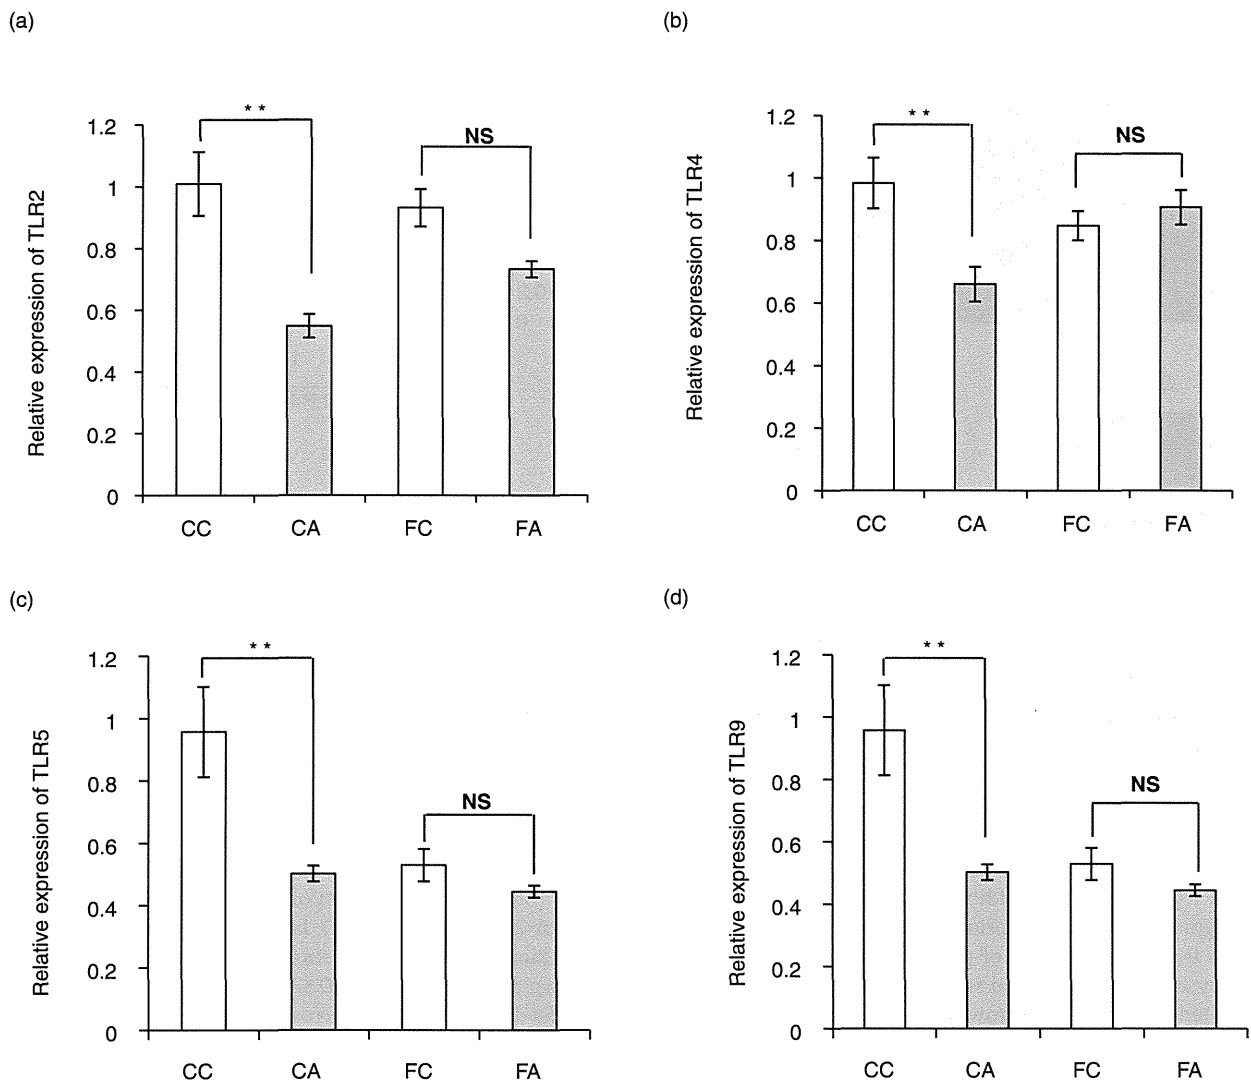 (a)
Relative expression of TLR2
1.2
1
0.8
0.6
0.4
0.2
0
* *
NS
CC CA FC FA
(b)
Relative expression of TLR4
1.2
1
0.8
0.6
0.4
0.2
0
* *
NS
CC CA FC FA
(c)
Relative expression of TLR5
1.2
1
0.8
0.6
0.4
0.2
0
* *
NS
CC CA FC FA
(d)
Relative expression of TLR9
1.2
1
0.8
0.6
0.4
0.2
0
* *
NS
CC CA FC FA